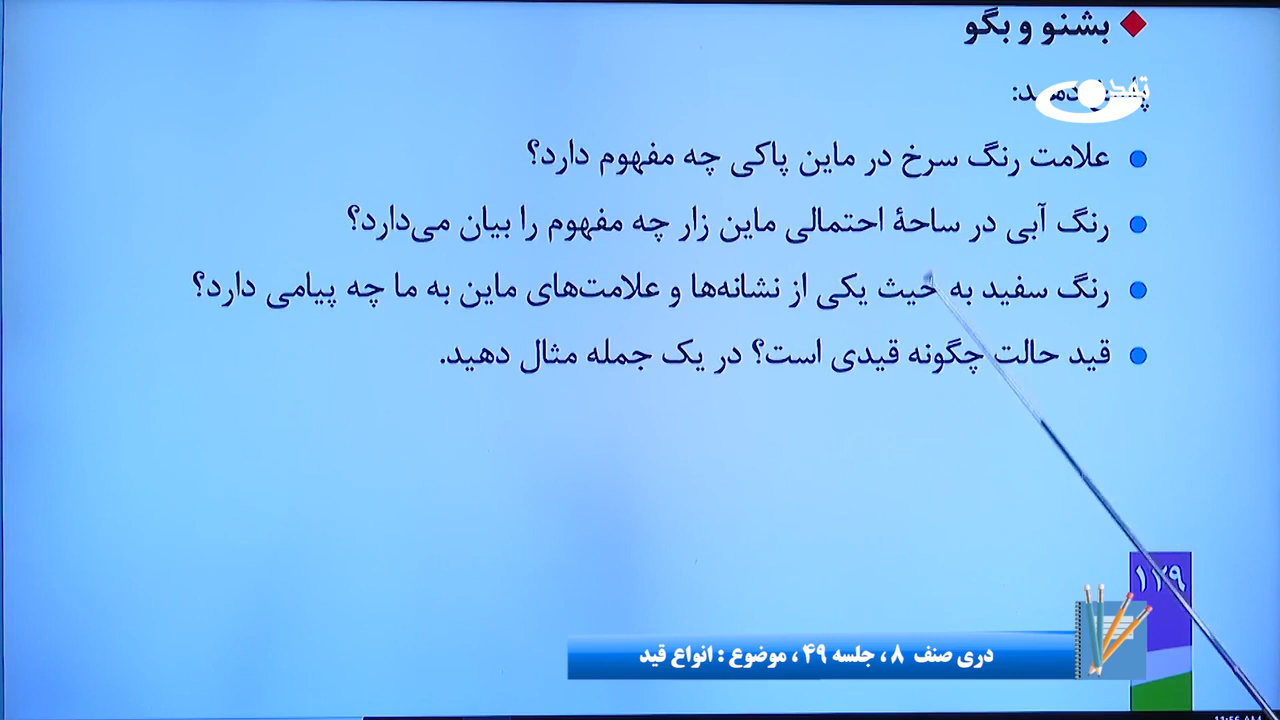 بشنو و بگو
علامت رنگ سرخ در ماین پاکی چه مفهوم دارد؟
رنگ آبی در ساحۀ احتمالی ماین زار چه مفهوم را بیان می‌دارد؟
رنگ سفید به حیث یکی از نشانه‌ها و علامت‌های ماین به ما چه پیامی دارد؟
قید حالت چگونه قیدی است؟ در یک جمله مثال دهید.
۱۲۹
دری صنف ۸ ، جلسه ۴۹ ، موضوع : انواع قید